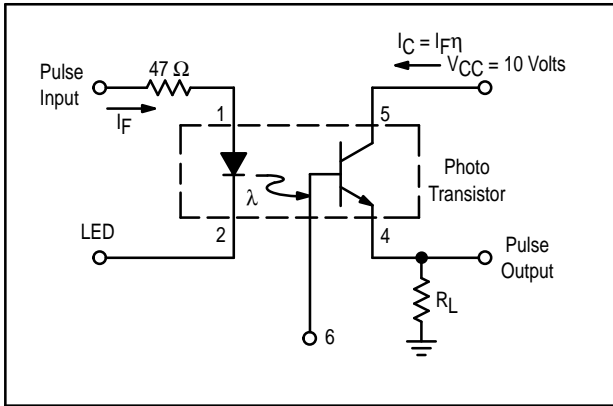 I_C = I_Fη
V_CC = 10 Volts
Pulse
Input
47 Ω
I_F
1
5
Photo
Transistor
λ
LED
2
4
Pulse
Output
R_L
6